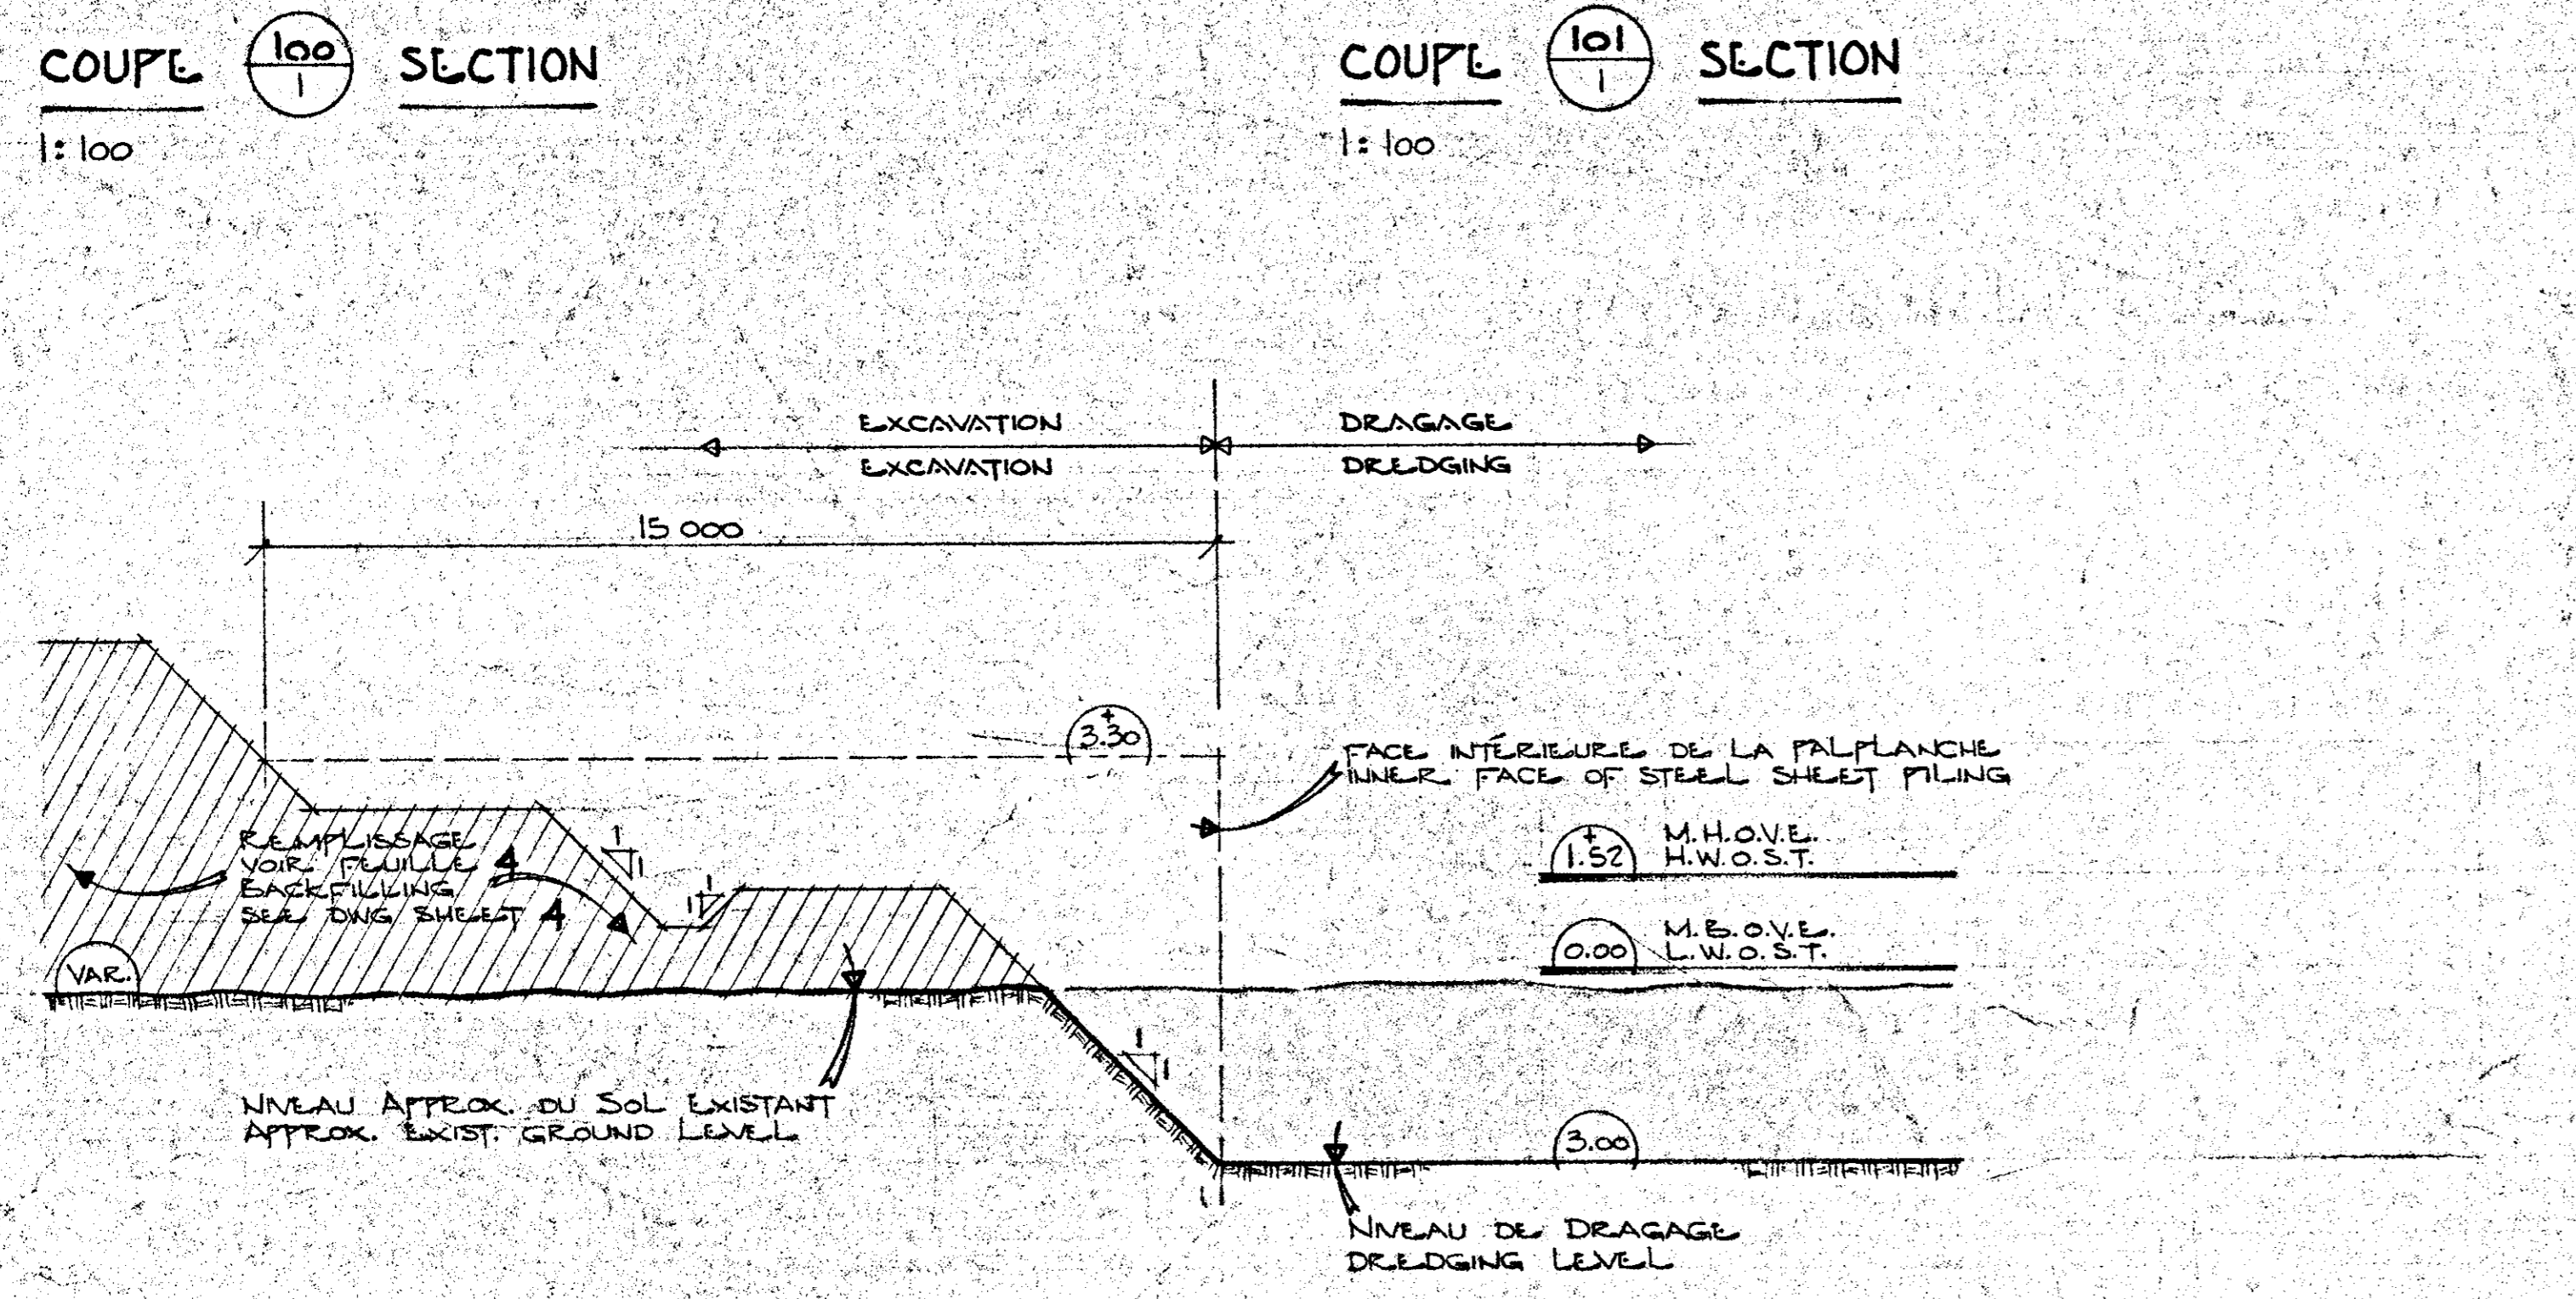 COUPE 100 SECTION
1
1: 100
COUPE 101 SECTION
1
1: 100
EXCAVATION
EXCAVATION
DRAGAGE
DREDGING
15 000
+
3.30
FACE INTÉRIEURE DE LA PALPLANCHE
INNER FACE OF STEEL SHEET PILING
REMPLISSAGE
VOIR FEUILLE 4
BACKFILLING
SEE DWG SHEET 4
1
1
1
1
+
1.52
M.H.O.V.E.
H.W.O.S.T.
0.00
M.B.O.V.E.
L.W.O.S.T.
VAR.
NIVEAU APPROX. DU SOL EXISTANT
APPROX. EXIST. GROUND LEVEL
1
1
3.00
NIVEAU DE DRAGAGE
DREDGING LEVEL